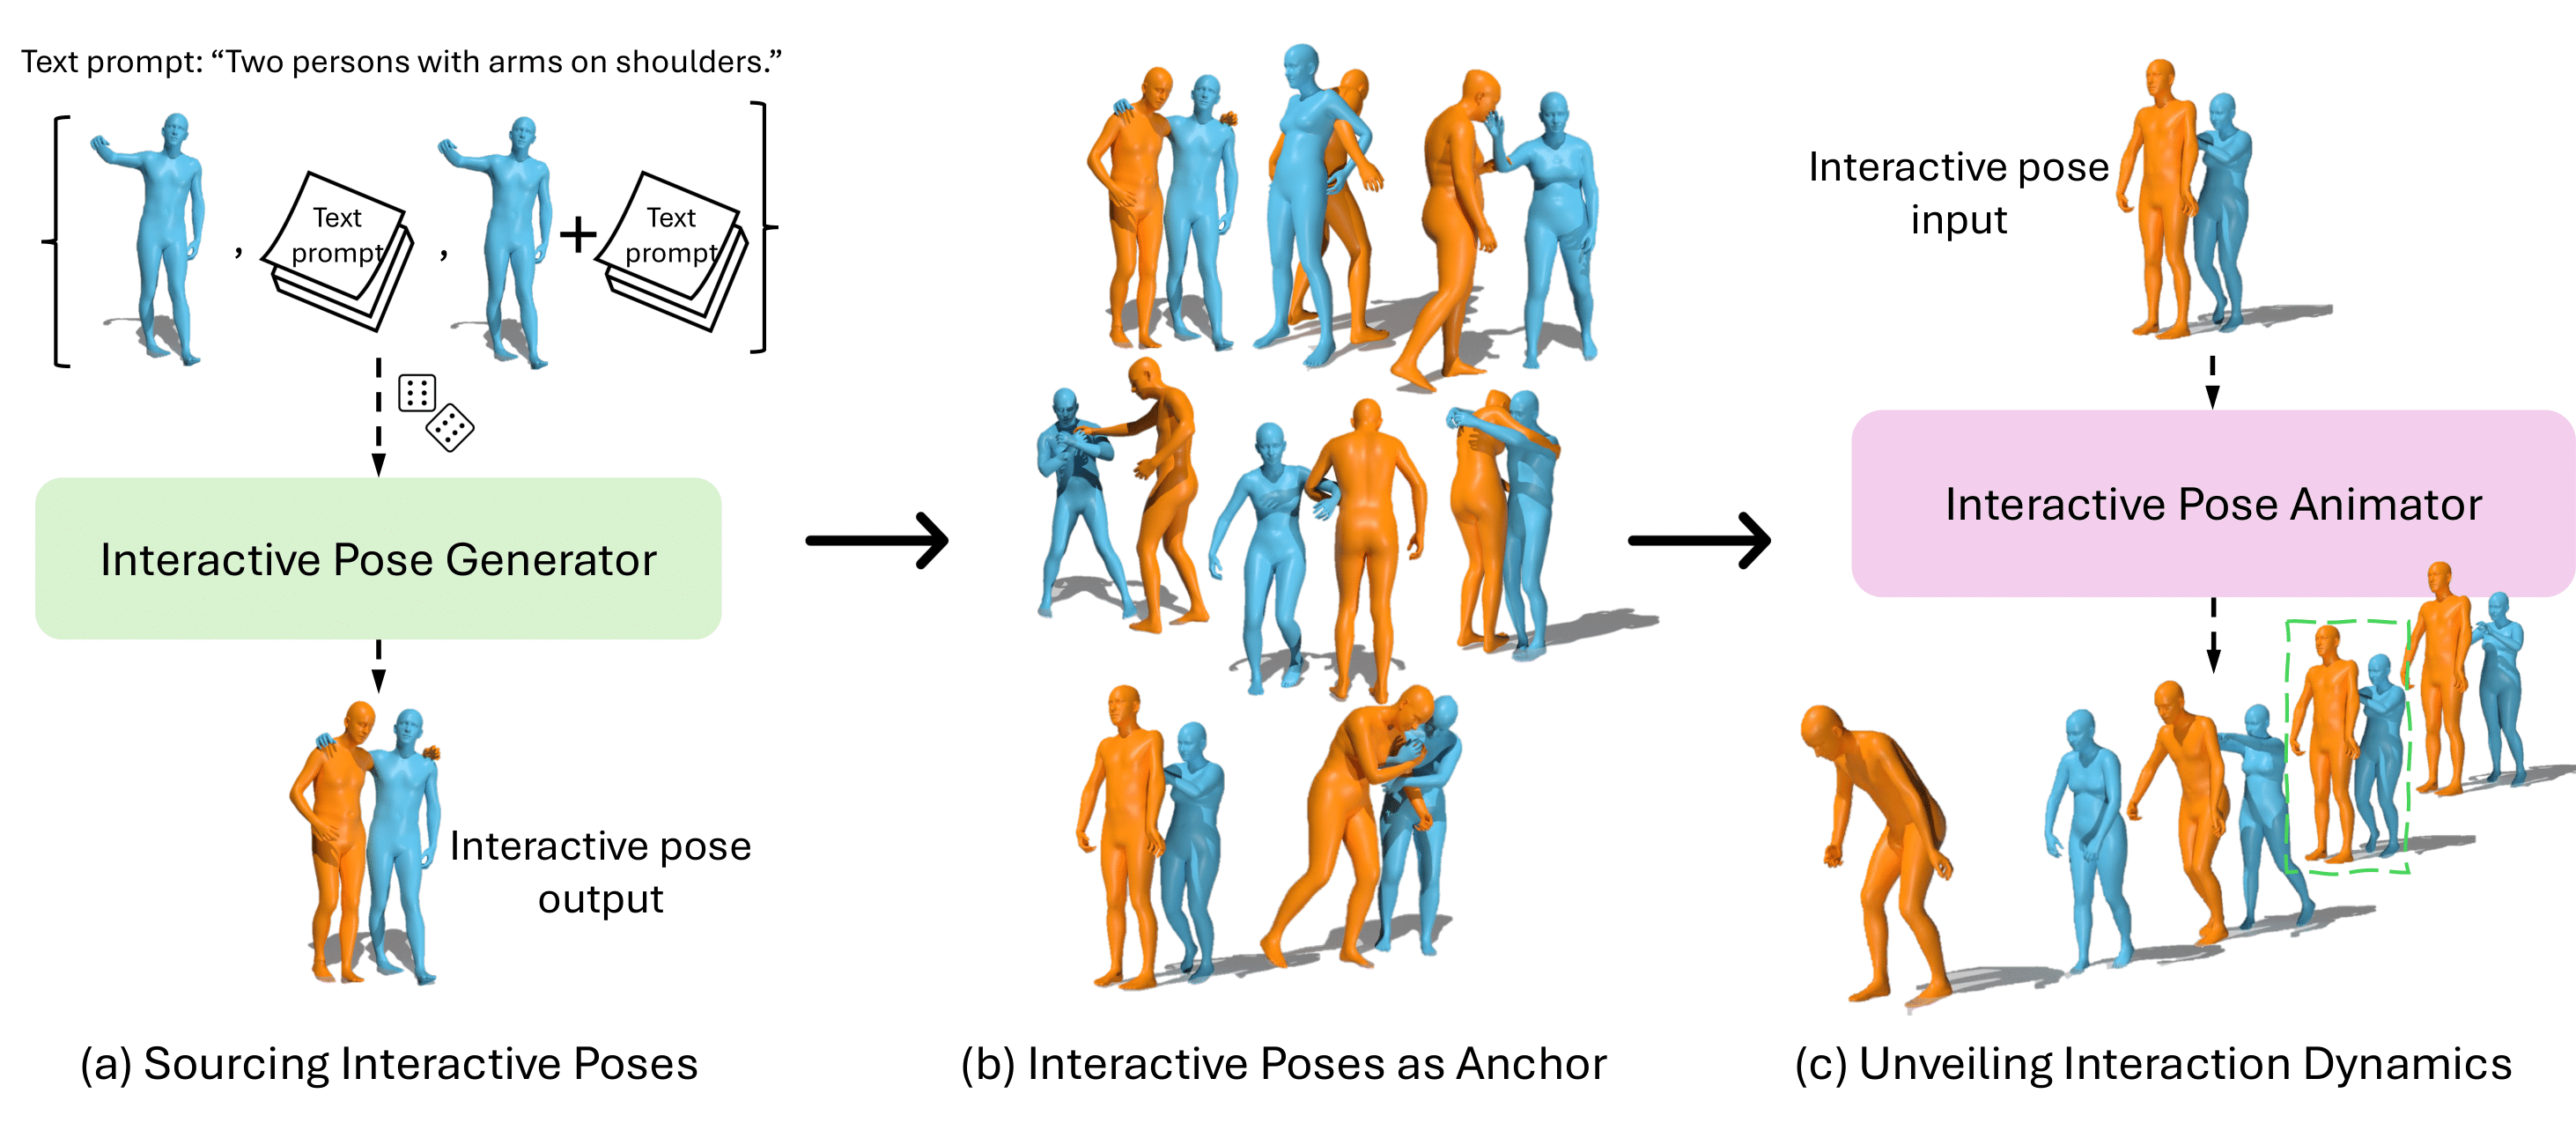 Text prompt: “Two persons with arms on shoulders.”
Text
prompt
,
,
+
Text
prompt
Interactive Pose Generator
Interactive pose
output
(a) Sourcing Interactive Poses
(b) Interactive Poses as Anchor
Interactive pose
input
Interactive Pose Animator
(c) Unveiling Interaction Dynamics